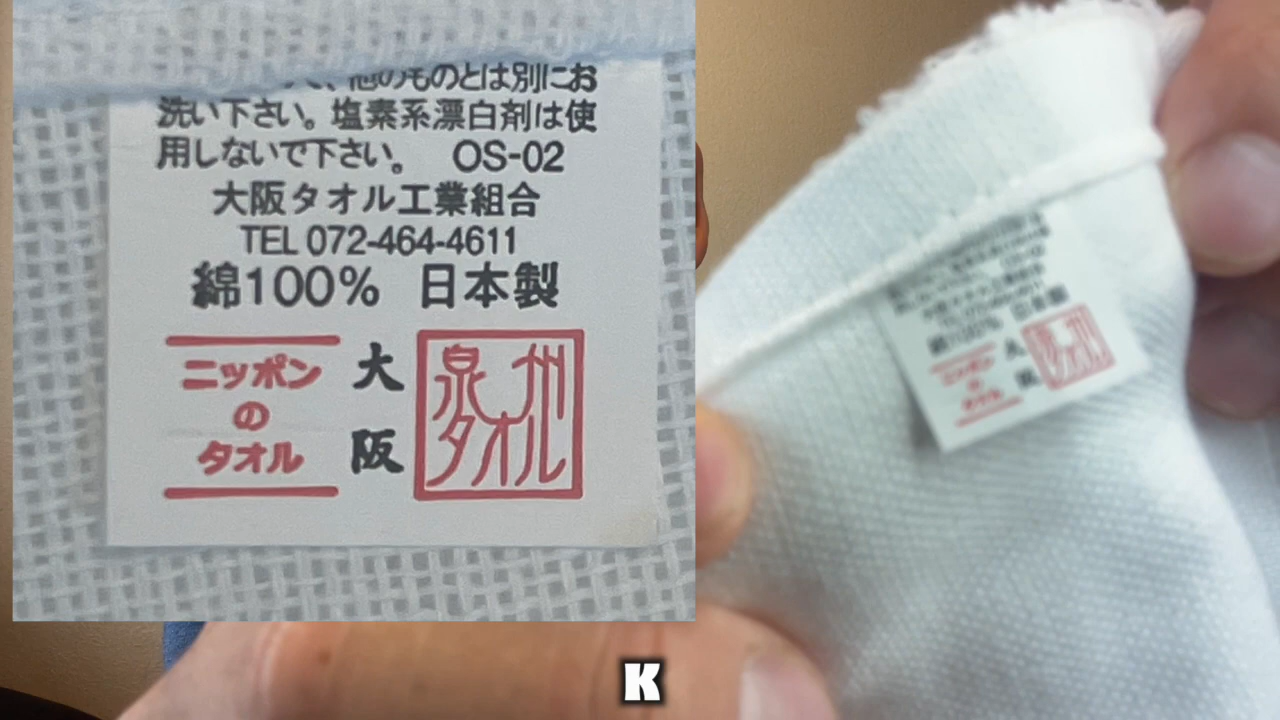 他のものとは別にお
洗い下さい。塩素系漂白剤は使
用しないで下さい。 OS-02
大阪タオル工業組合
TEL 072-464-4611
綿100% 日本製
ニッポン
の
タオル
大
阪
泉州
タオル
K